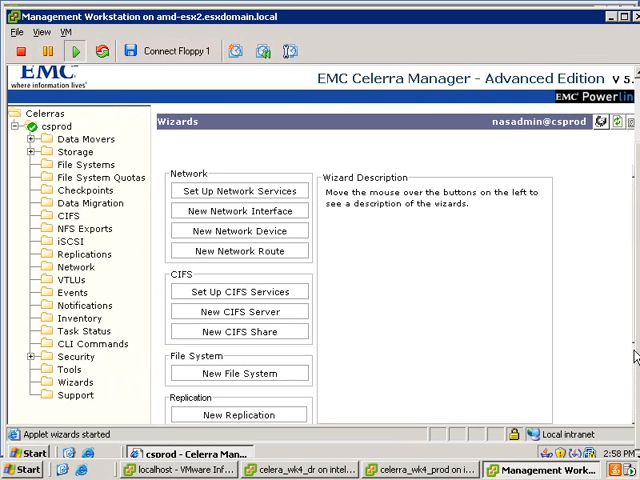 Management Workstation on amd-esx2.esxdomain.local
File View VM
Connect Floppy 1
EMC
where information lives
EMC Celerra Manager - Advanced Edition v 5.
EMC Powerlin
Celerras
csprod
Data Movers
Storage
File Systems
File System Quotas
Checkpoints
Data Migration
CIFS
NFS Exports
iSCSI
Replications
Network
VTLUs
Events
Notifications
Inventory
Task Status
CLI Commands
Security
Tools
Wizards
Support
Wizards
nasadmin@csprod
Network
Set Up Network Services
New Network Interface
New Network Device
New Network Route
CIFS
Set Up CIFS Services
New CIFS Server
New CIFS Share
File System
New File System
Replication
New Replication
Wizard Description
Move the mouse over the buttons on the left to
see a description of the wizards.
Applet wizards started
Local intranet
Start
csprod - Celerra Man...
2:58 PM
Start
localhost - VMware Inf...
celerra_wk4_dr on intel...
celerra_wk4_prod on i...
Management Work...